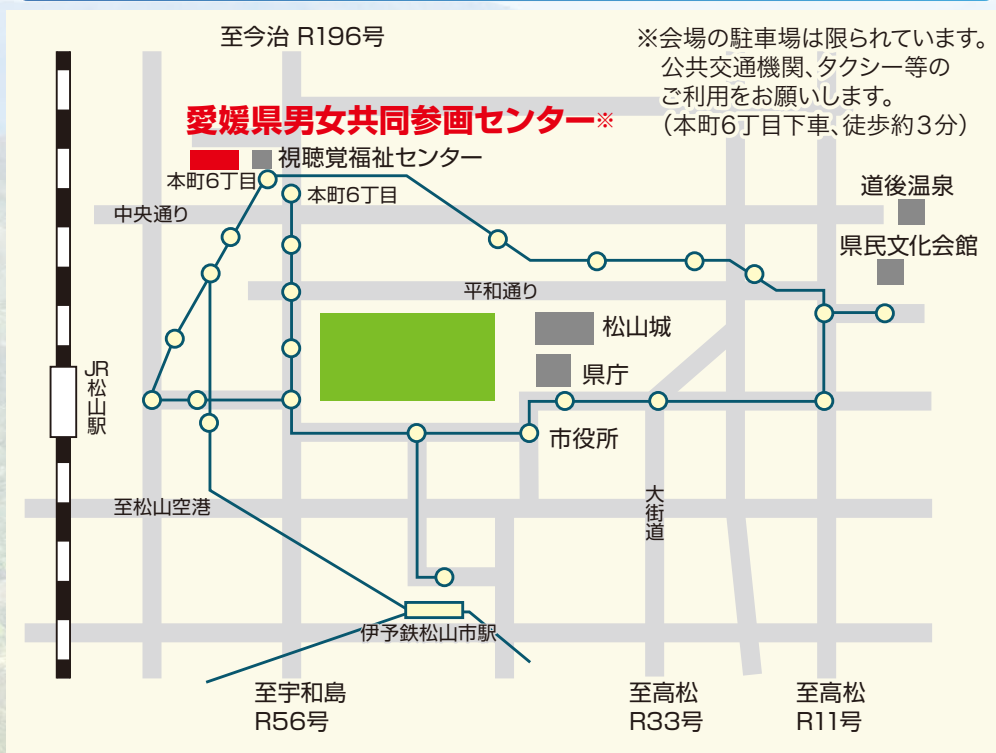 至今治 R196号
※会場の駐車場は限られています。
公共交通機関、タクシー等の
ご利用をお願いします。
（本町6丁目下車、徒歩約3分）
愛媛県男女共同参画センター※
視聴覚福祉センター
本町6丁目
本町6丁目
中央通り
道後温泉
県民文化会館
平和通り
松山城
県庁
JR松山駅
市役所
至松山空港
大街道
伊予鉄松山市駅
至宇和島
R56号
至高松
R33号
至高松
R11号